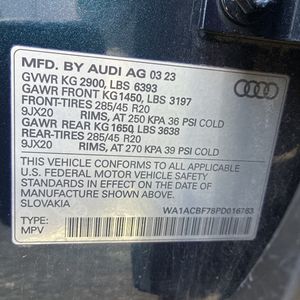 MFD. BY AUDI AG 03 23
GVWR KG 2900, LBS 6393
GAWR FRONT KG 1450, LBS 3197
FRONT-TIRES 285/45 R20
9JX20 RIMS, AT 250 KPA 36 PSI COLD
GAWR REAR KG 1650, LBS 3638
REAR-TIRES 285/45 R20
9JX20 RIMS, AT 270 KPA 39 PSI COLD
THIS VEHICLE CONFORMS TO ALL APPLICABLE
U.S. FEDERAL MOTOR VEHICLE SAFETY
STANDARDS IN EFFECT ON THE DATE OF
MANUFACTURE SHOWN ABOVE.
SLOVAKIA WA1ACBF78PD016763
TYPE:
MPV